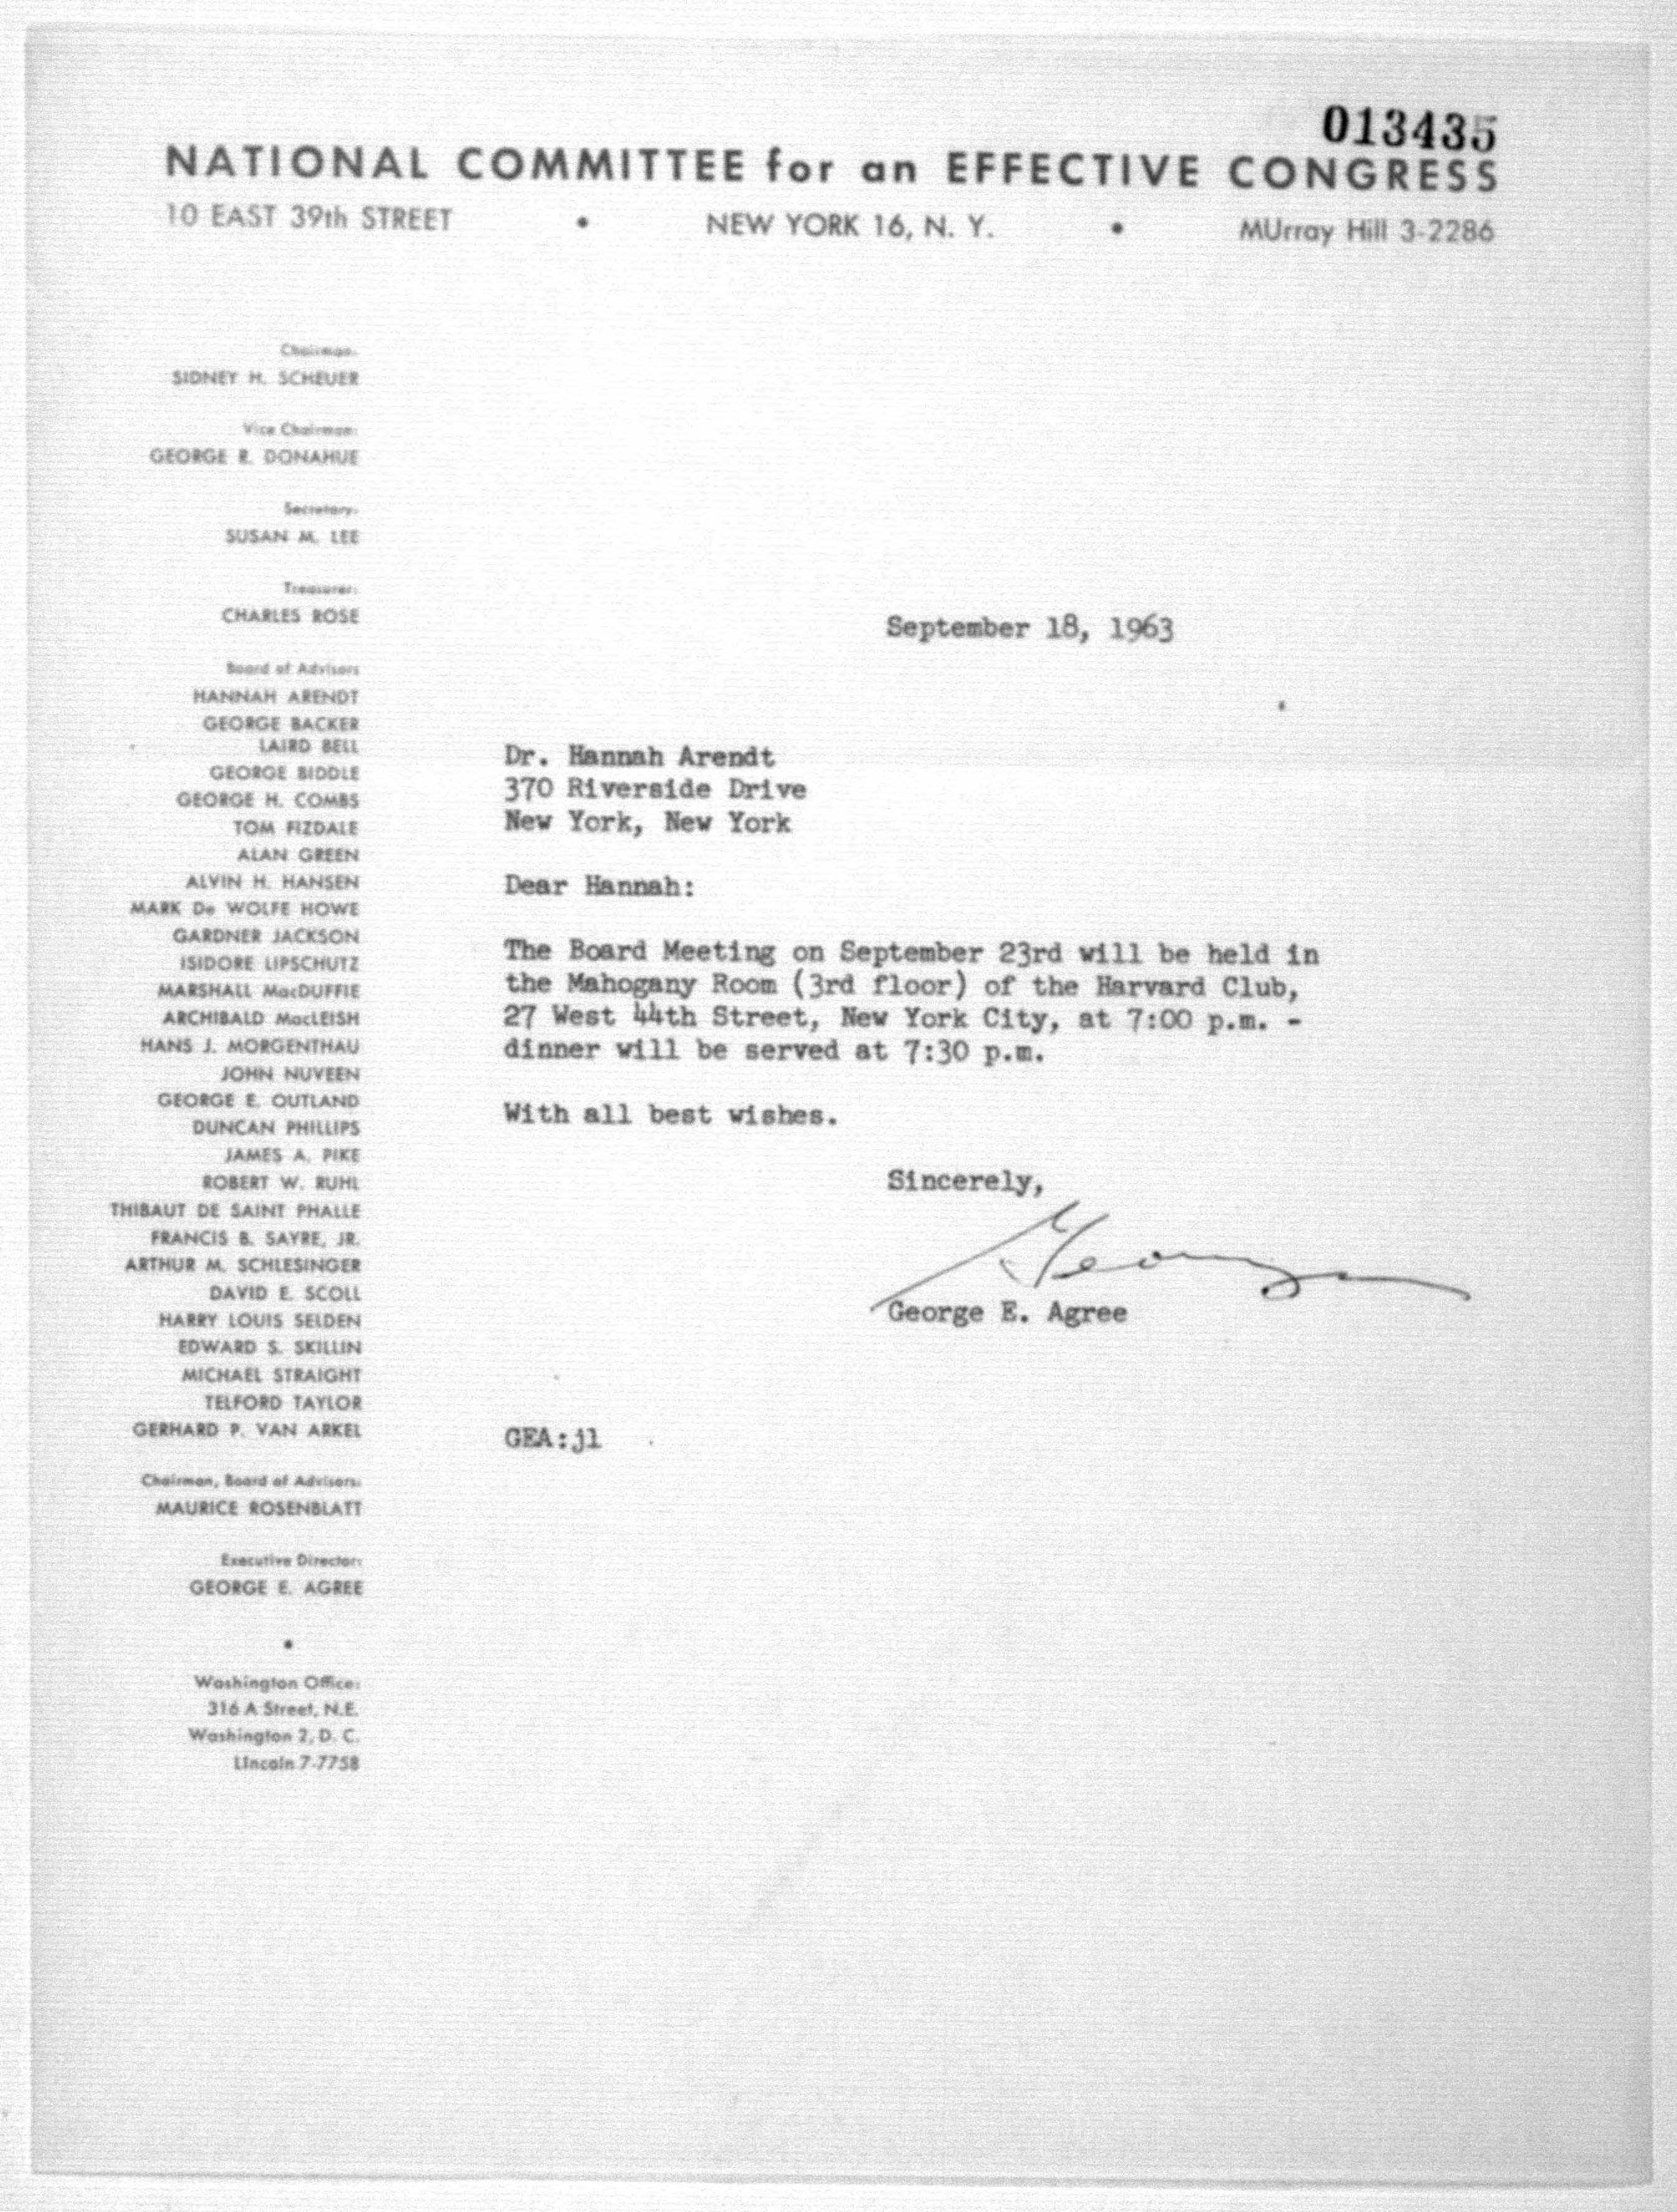 013435
NATIONAL COMMITTEE for an EFFECTIVE CONGRESS
10 EAST 39th STREET • NEW YORK 16, N. Y. • MUrray Hill 3-2286
Chairman:
SIDNEY H. SCHEUER
Vice Chairman:
GEORGE R. DONAHUE
Secretary:
SUSAN M. LEE
Treasurer:
CHARLES ROSE
Board of Advisors
HANNAH ARENDT
GEORGE BACKER
LAIRD BELL
GEORGE BIDDLE
GEORGE H. COMBS
TOM FIZDALE
ALAN GREEN
ALVIN H. HANSEN
MARK De WOLFE HOWE
GARDNER JACKSON
ISIDORE LIPSCHUTZ
MARSHALL MacDUFFIE
ARCHIBALD MacLEISH
HANS J. MORGENTHAU
JOHN NUVEEN
GEORGE E. OUTLAND
DUNCAN PHILLIPS
JAMES A. PIKE
ROBERT W. RUHL
THIBAUT DE SAINT PHALLE
FRANCIS B. SAYRE, JR.
ARTHUR M. SCHLESINGER
DAVID E. SCOLL
HARRY LOUIS SELDEN
EDWARD S. SKILLIN
MICHAEL STRAIGHT
TELFORD TAYLOR
GERHARD P. VAN ARKEL
Chairman, Board of Advisors:
MAURICE ROSENBLATT
Executive Director:
GEORGE E. AGREE
•
Washington Office:
316 A Street, N.E.
Washington 2, D. C.
LIncoln 7-7758
September 18, 1963
Dr. Hannah Arendt
370 Riverside Drive
New York, New York
Dear Hannah:
The Board Meeting on September 23rd will be held in
the Mahogany Room (3rd floor) of the Harvard Club,
27 West 44th Street, New York City, at 7:00 p.m. -
dinner will be served at 7:30 p.m.
With all best wishes.
Sincerely,
George
George E. Agree
GEA:jl